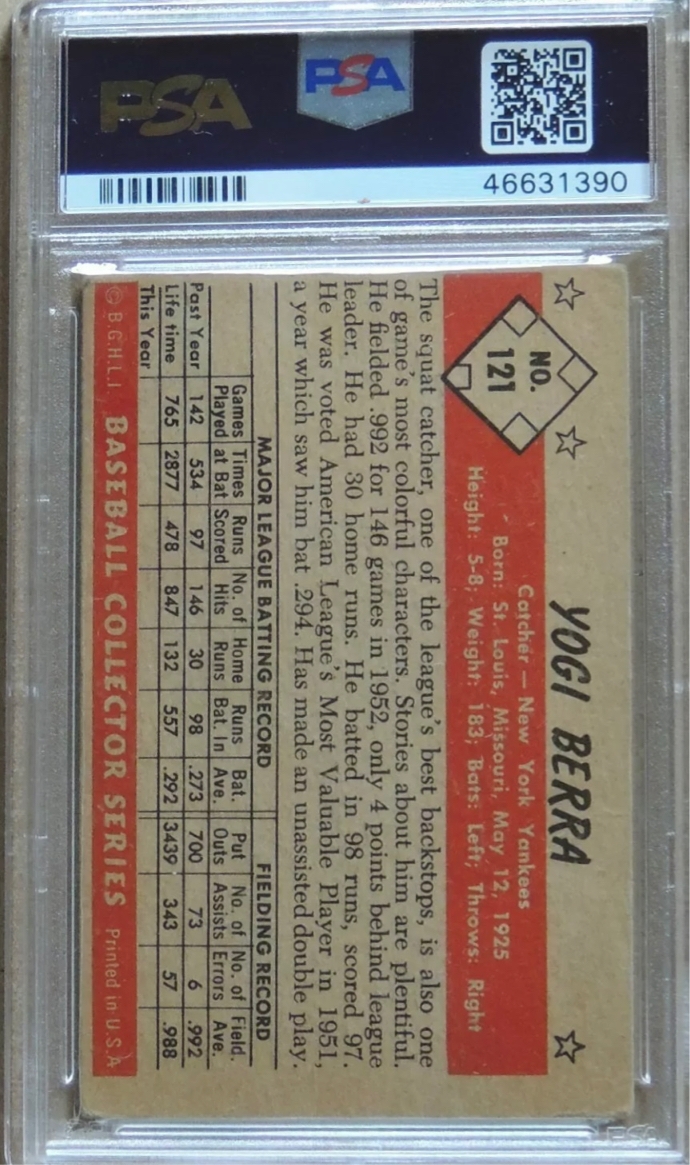 PSA
PSA
46631390
NO.
121
YOGI BERRA
Catcher — New York Yankees
Born: St. Louis, Missouri, May 12, 1925
Height: 5-8; Weight: 183; Bats: Left; Throws: Right
The squat catcher, one of the league's best backstops, is also one
of game's most colorful characters. Stories about him are plentiful.
He fielded .992 for 146 games in 1952, only 4 points behind league
leader. He had 30 home runs. He batted in 98 runs, scored 97.
He was voted American League's Most Valuable Player in 1951,
a year which saw him bat .294. Has made an unassisted double play.
MAJOR LEAGUE BATTING RECORD FIELDING RECORD
Games Times Runs No. of Home Runs Bat. Put No. of No. of Field.
Played at Bat Scored Hits Runs Bat. In Ave. Outs Assists Errors Ave.
Past Year 142 534 97 146 30 98 .273 700 73 6 .992
Life time 765 2877 478 847 132 557 .292 3439 343 57 .988
This Year
© B.G.H.L.I. BASEBALL COLLECTOR SERIES Printed in U.S.A
PSA